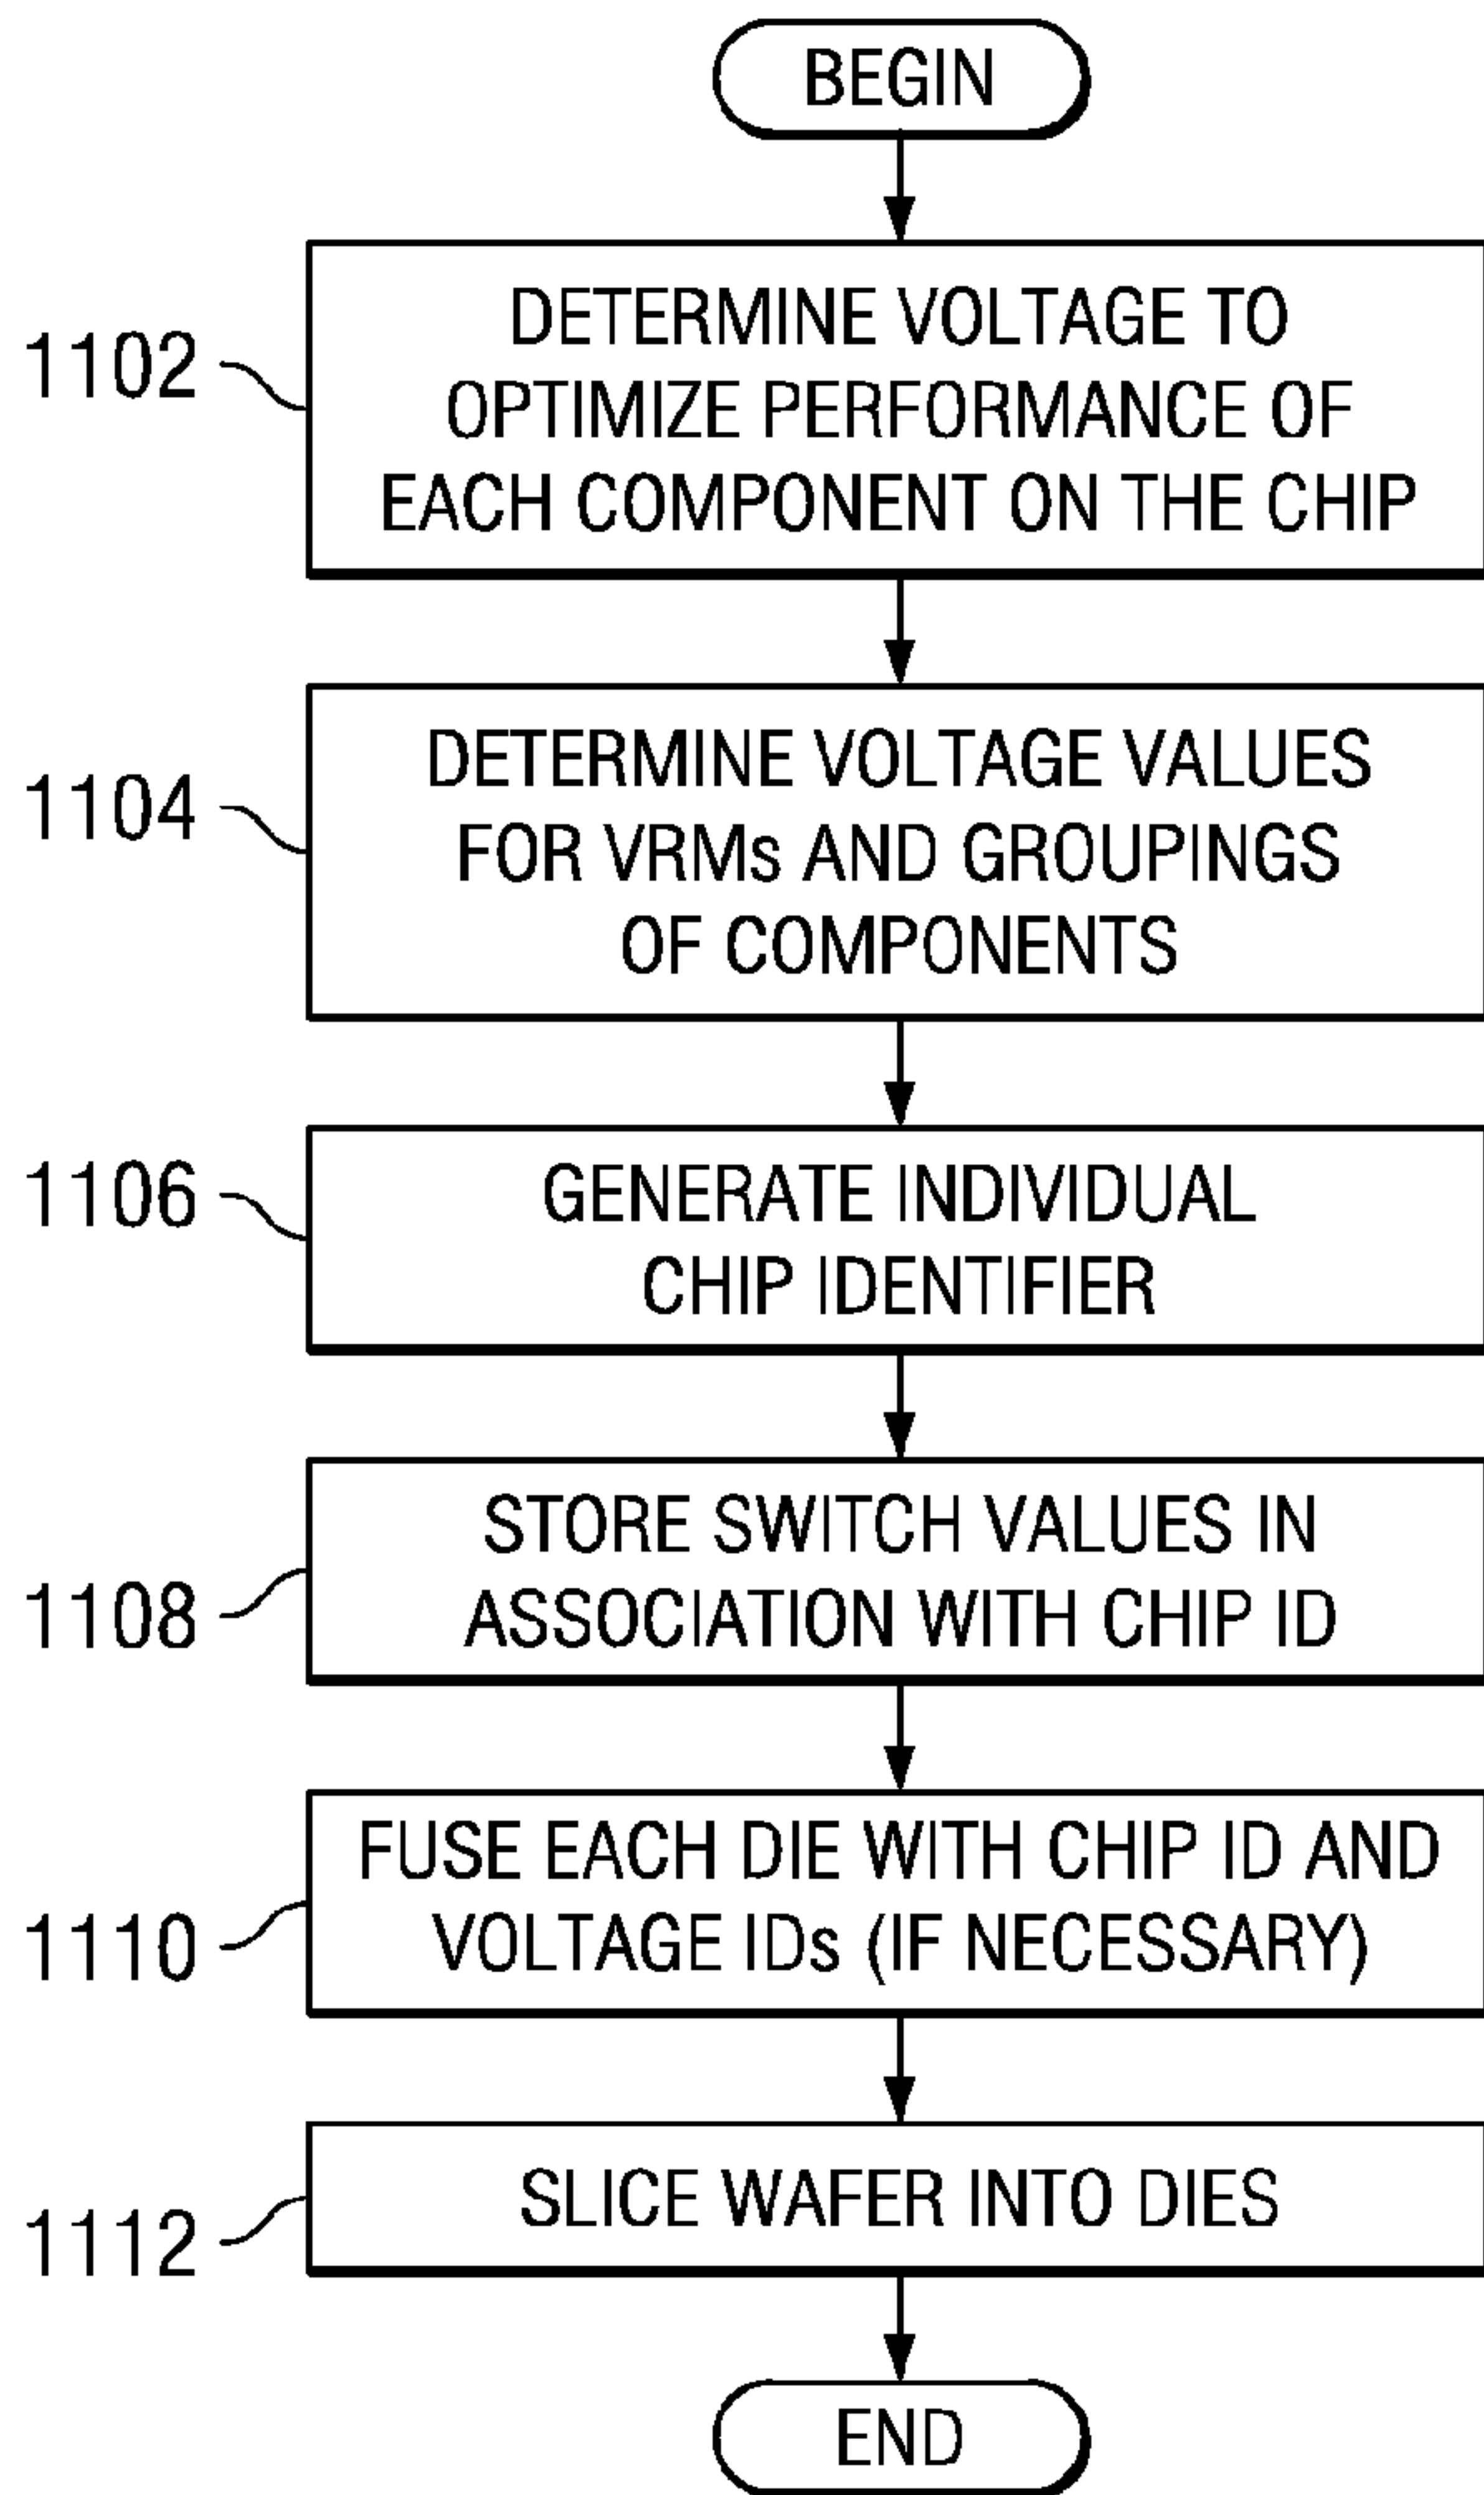 BEGIN
1102
DETERMINE VOLTAGE TO
OPTIMIZE PERFORMANCE OF
EACH COMPONENT ON THE CHIP
1104
DETERMINE VOLTAGE VALUES
FOR VRMs AND GROUPINGS
OF COMPONENTS
1106
GENERATE INDIVIDUAL
CHIP IDENTIFIER
1108
STORE SWITCH VALUES IN
ASSOCIATION WITH CHIP ID
1110
FUSE EACH DIE WITH CHIP ID AND
VOLTAGE IDs (IF NECESSARY)
1112
SLICE WAFER INTO DIES
END